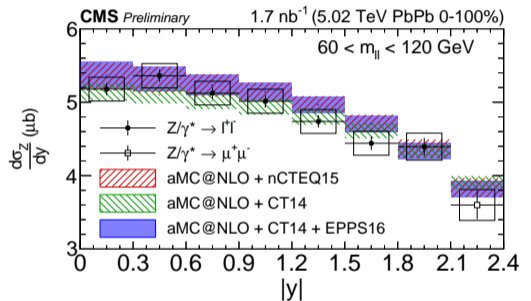 CMS Preliminary 1.7 nb⁻¹ (5.02 TeV PbPb 0-100%)
60 < m_ll < 120 GeV
dσ_Z/dy (μb)
6
5
4
3
Z/γ* → l⁺l⁻
Z/γ* → μ⁺μ⁻
aMC@NLO + nCTEQ15
aMC@NLO + CT14
aMC@NLO + CT14 + EPPS16
0 0.3 0.6 0.9 1.2 1.5 1.8 2.1 2.4
|y|